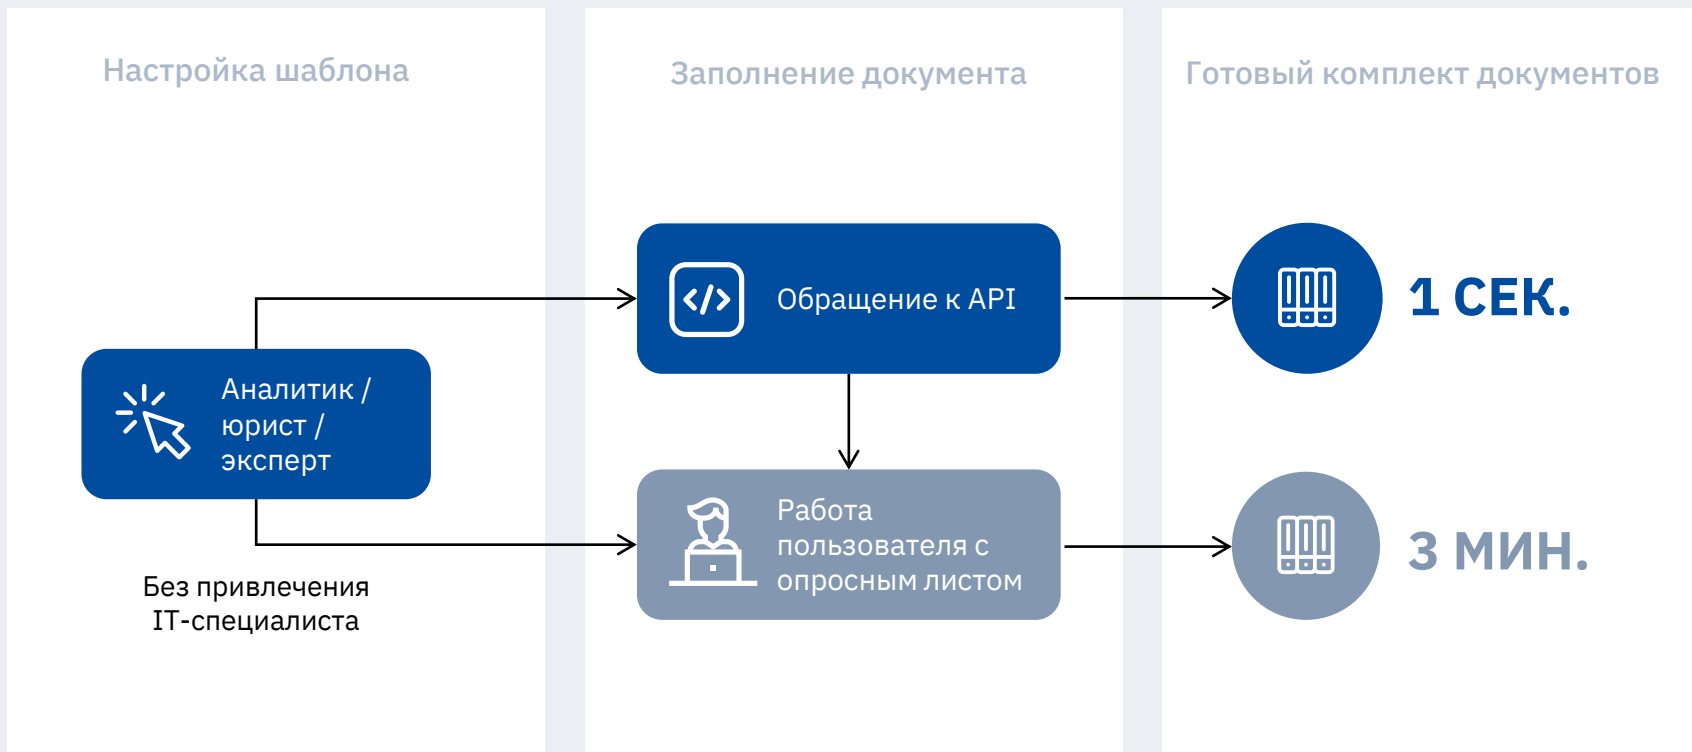 Настройка шаблона
Заполнение документа
Готовый комплект документов
Аналитик /
юрист /
эксперт
Без привлечения
IT-специалиста
</>
Обращение к API
Работа
пользователя с
опросным листом
1 СЕК.
3 МИН.